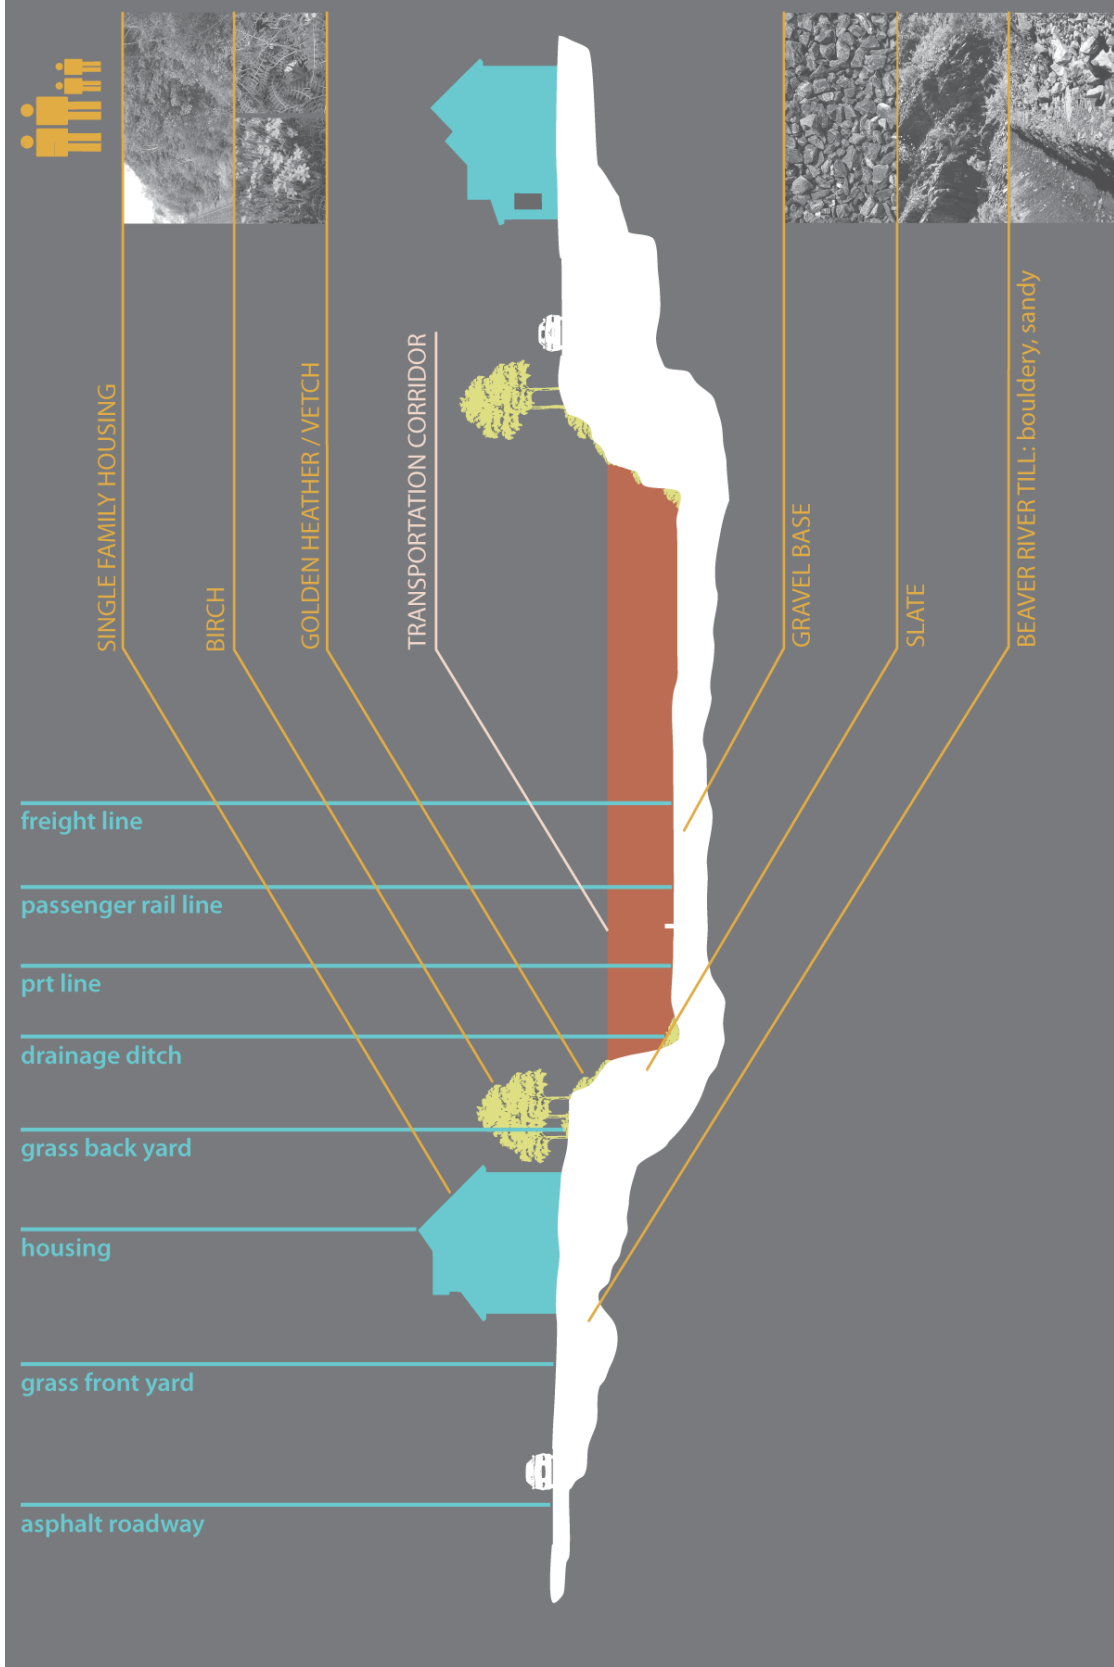 SINGLE FAMILY HOUSING
BIRCH
GOLDEN HEATHER / VETCH
TRANSPORTATION CORRIDOR
GRAVEL BASE
SLATE
BEAVER RIVER TILL: bouldery, sandy
freight line
passenger rail line
prt line
drainage ditch
grass back yard
housing
grass front yard
asphalt roadway